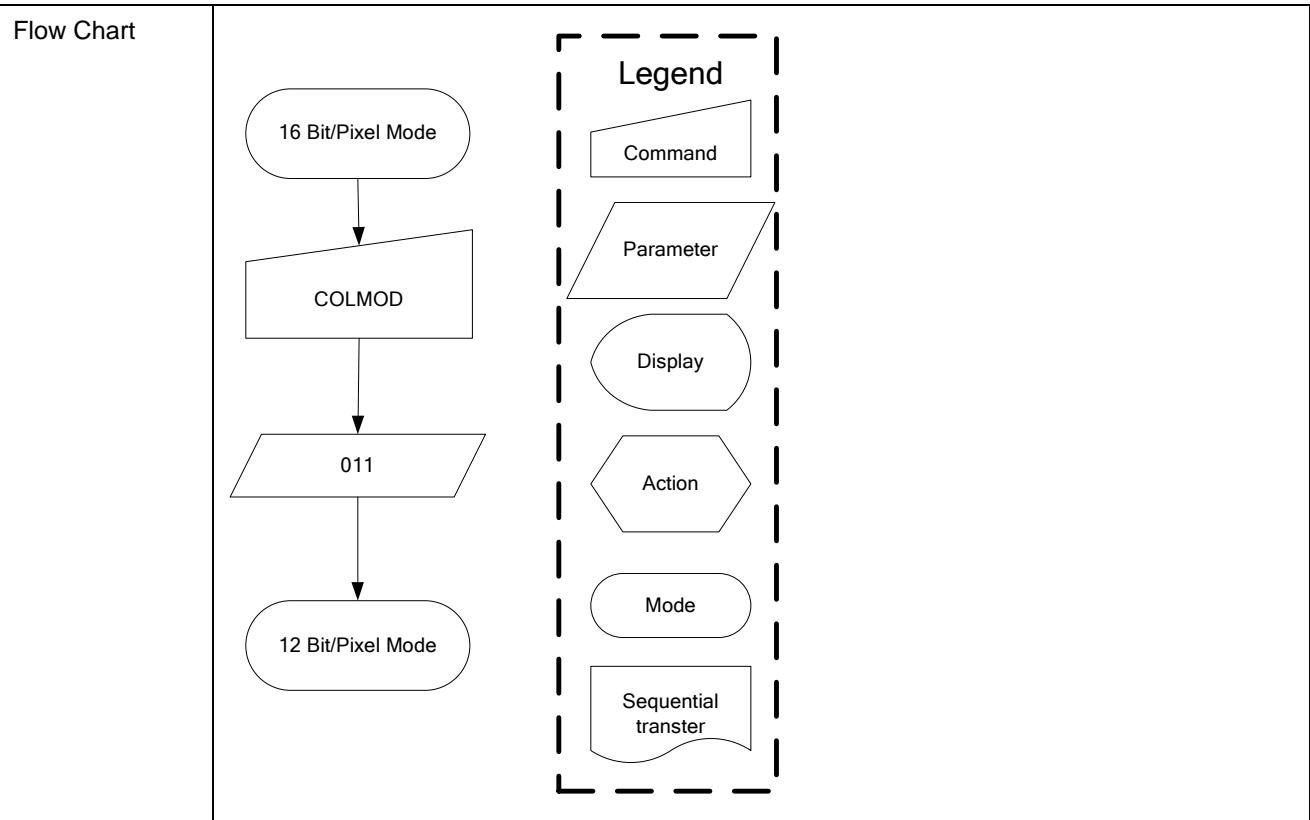 Flow Chart
16 Bit/Pixel Mode
COLMOD
011
12 Bit/Pixel Mode
Legend
Command
Parameter
Display
Action
Mode
Sequential
transter